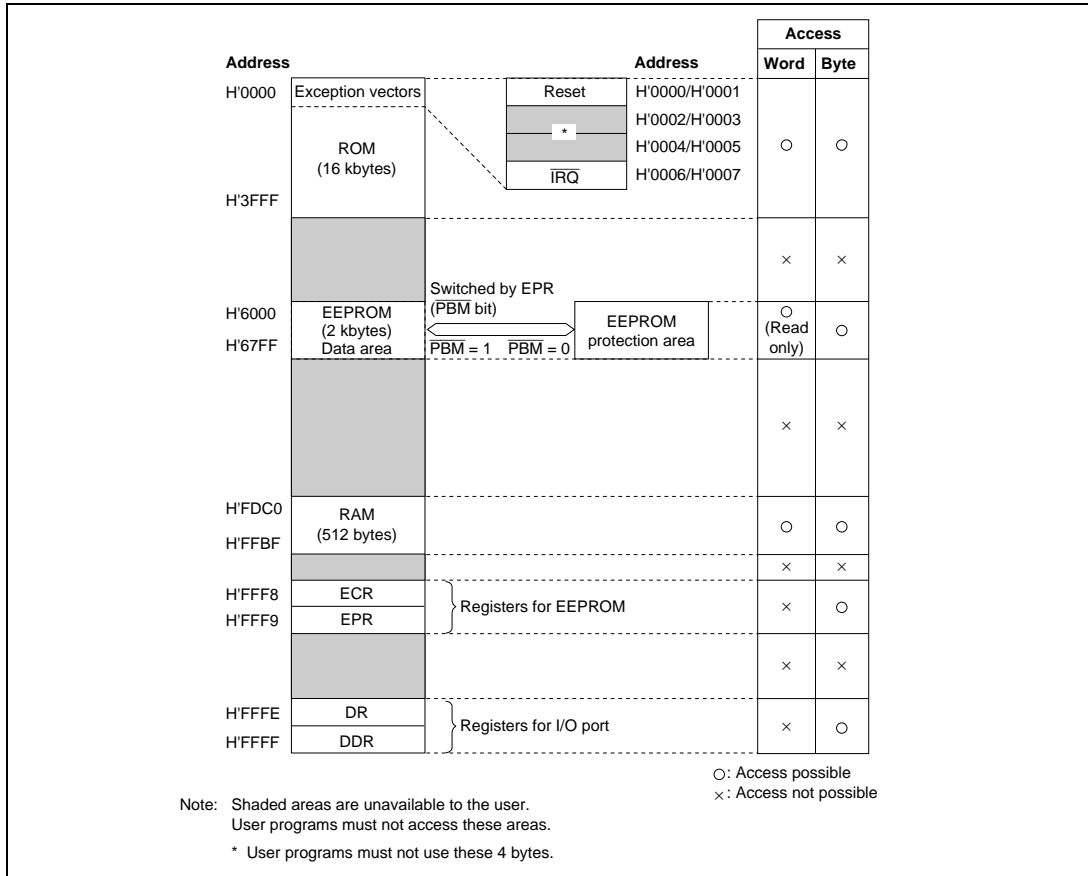 Access
Address Address Word Byte
H'0000 Exception vectors Reset H'0000/H'0001
H'0002/H'0003
*
ROM H'0004/H'0005 ○ ○
(16 kbytes)
IRQ H'0006/H'0007
H'3FFF
× ×
Switched by EPR
(PBM bit)
H'6000 EEPROM EEPROM ○
(2 kbytes) protection area (Read ○
H'67FF Data area PBM = 1 PBM = 0 only)
× ×
H'FDC0 RAM
(512 bytes) ○ ○
H'FFBF
× ×
H'FFF8 ECR
Registers for EEPROM × ○
H'FFF9 EPR
× ×
H'FFFE DR
Registers for I/O port × ○
H'FFFF DDR
○: Access possible
×: Access not possible
Note: Shaded areas are unavailable to the user.
User programs must not access these areas.
* User programs must not use these 4 bytes.